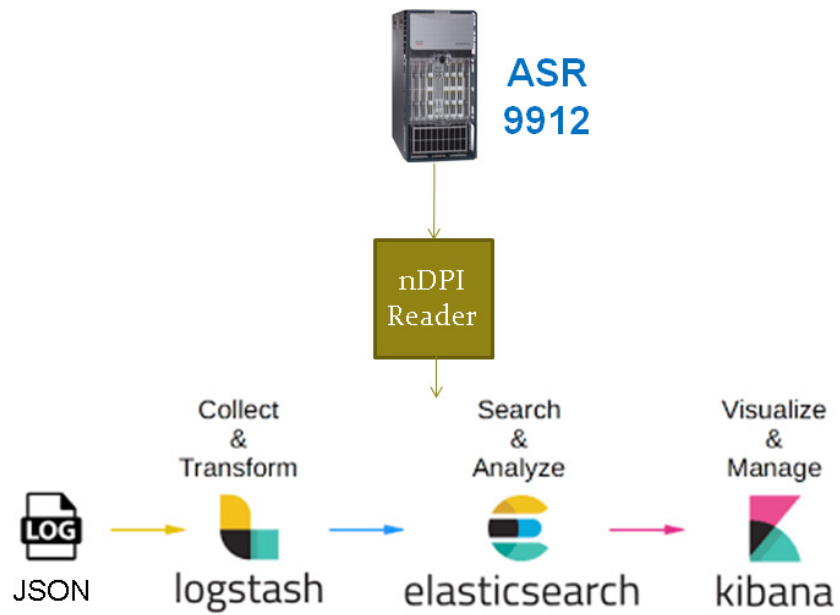 ASR
9912
nDPI
Reader
Collect
&
Transform
Search
&
Analyze
Visualize
&
Manage
LOG
JSON
logstash
elasticsearch
kibana